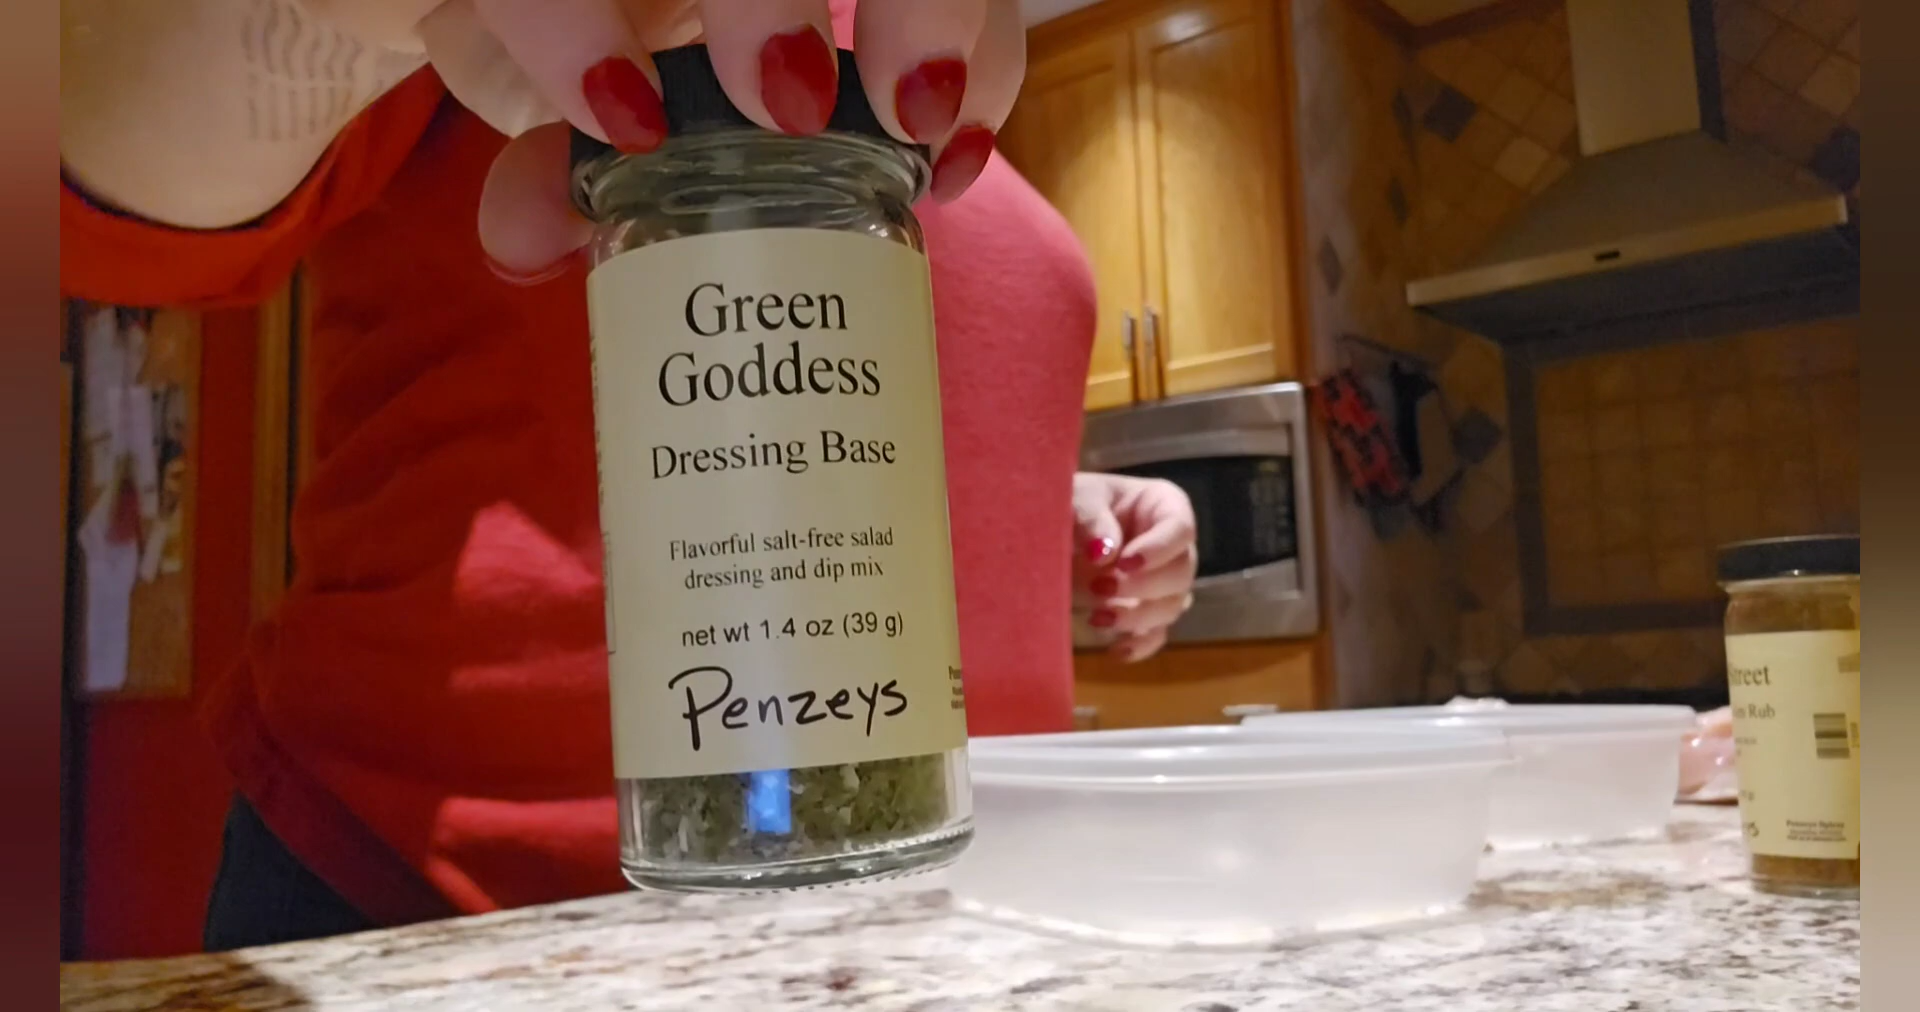 Green
Goddess
Dressing Base
Flavorful salt-free salad
dressing and dip mix
net wt 1.4 oz (39 g)
Penzeys
Rub